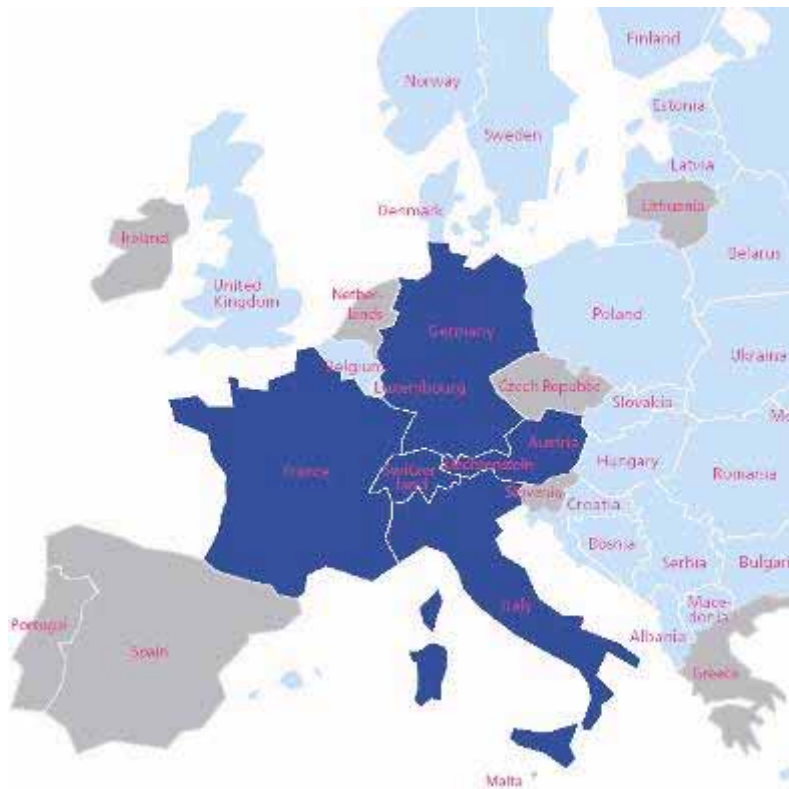 Finland
Norway
Estonia
Sweden
Latvia
Denmark
Lithuania
Ireland
Belarus
United
Kingdom
Nether-
lands
Poland
Germany
Ukraine
Belgium
Luxembourg
Czech Republic
Slovakia
Mo
Austria
France
Switzer
land
Liechtenstein
Hungary
Romania
Slovenia
Croatia
Bosnia
Serbia
Bulgari
Italy
Mace-
donia
Portugal
Albania
Spain
Greece
Malta